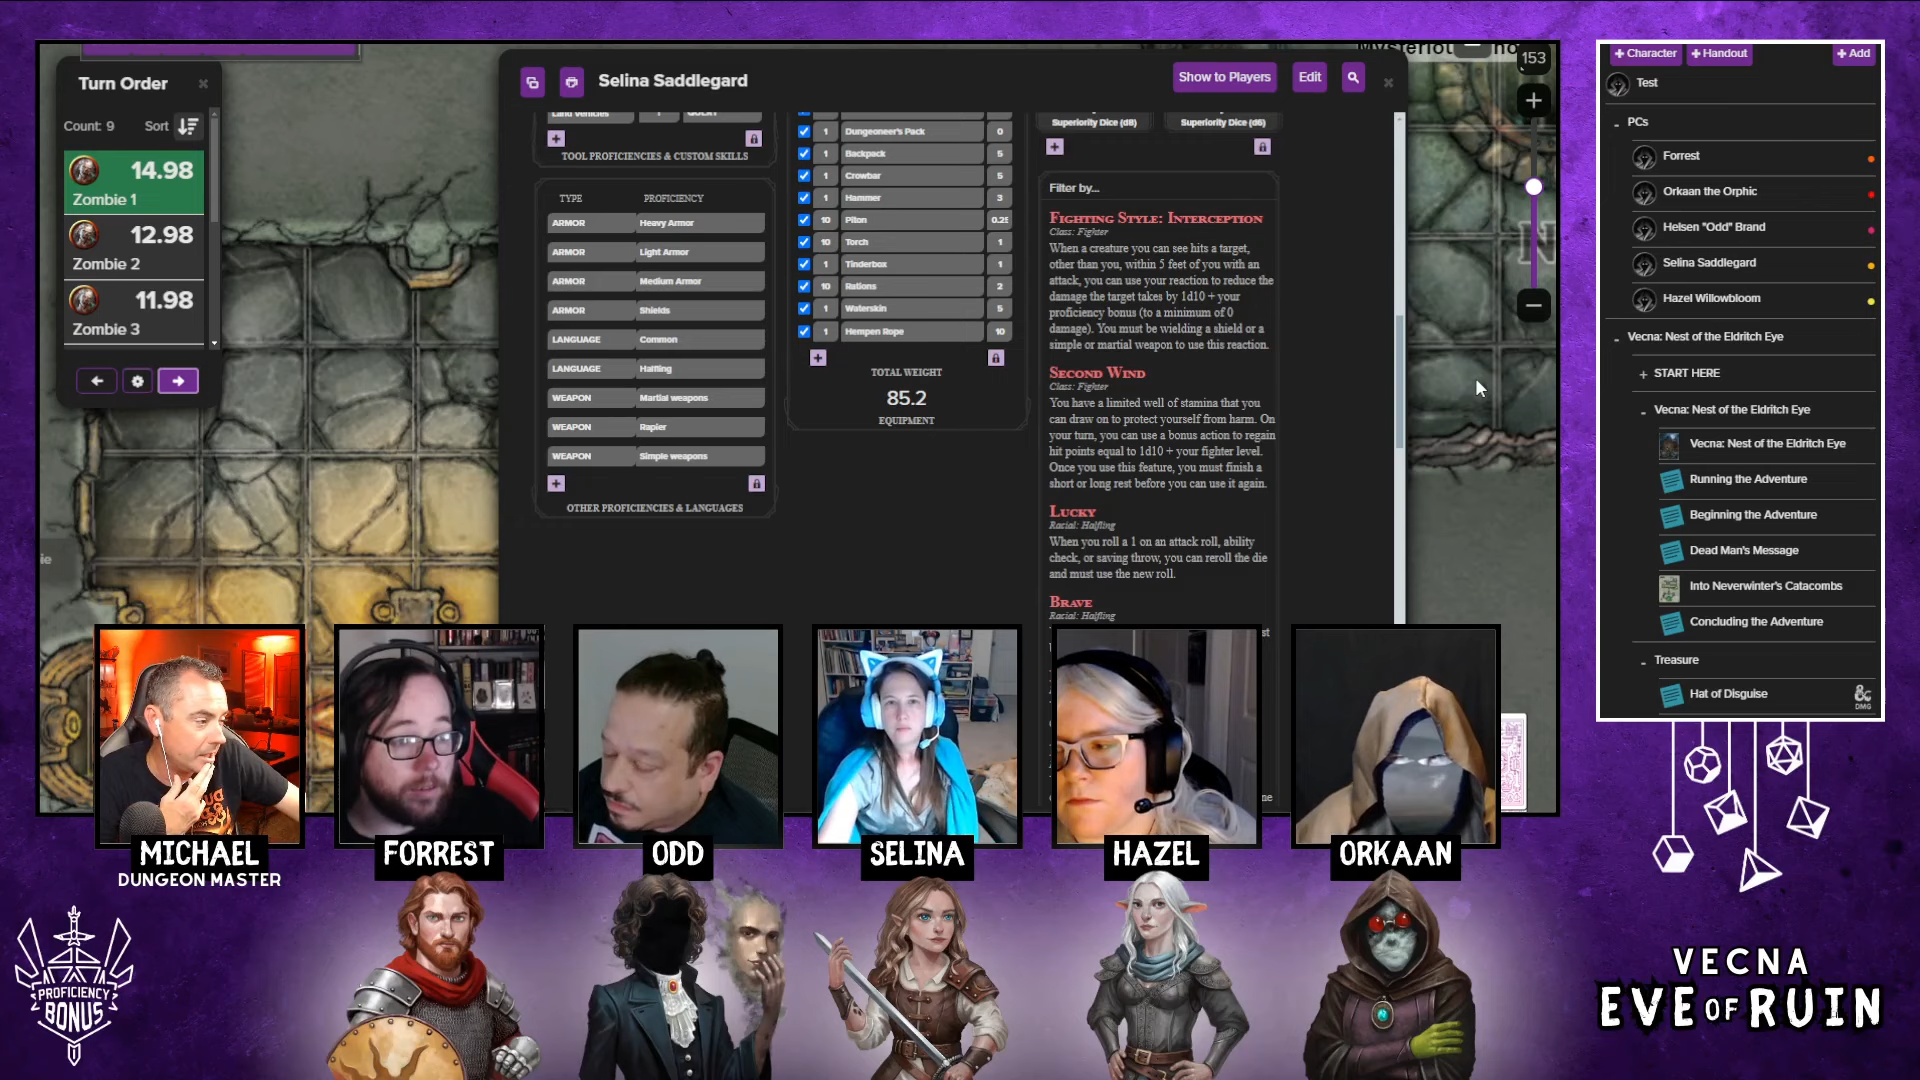 Turn Order
Count: 9
Sort
14.98
Zombie 1
12.98
Zombie 2
11.98
Zombie 3
Selina Saddlegard
Show to Players
Edit
153
Land Vehicles
TOOL PROFICIENCIES & CUSTOM SKILLS
TYPE PROFICIENCY
ARMOR Heavy Armor
ARMOR Light Armor
ARMOR Medium Armor
ARMOR Shields
LANGUAGE Common
LANGUAGE Halfling
WEAPON Martial weapons
WEAPON Rapier
WEAPON Simple weapons
OTHER PROFICIENCIES & LANGUAGES
1 Dungeoneer's Pack 0
1 Backpack 5
1 Crowbar 5
1 Hammer 3
10 Piton 0.25
10 Torch 1
1 Tinderbox 1
10 Rations 2
1 Waterskin 5
1 Hempen Rope 10
TOTAL WEIGHT
85.2
EQUIPMENT
Superiority Dice (d8)
Superiority Dice (d6)
Filter by...
FIGHTING STYLE: INTERCEPTION
Class: Fighter
When a creature you can see hits a target,
other than you, within 5 feet of you with an
attack, you can use your reaction to reduce the
damage the target takes by 1d10 + your
proficiency bonus (to a minimum of 0
damage). You must be wielding a shield or a
simple or martial weapon to use this reaction.
SECOND WIND
Class: Fighter
You have a limited well of stamina that you
can draw on to protect yourself from harm. On
your turn, you can use a bonus action to regain
hit points equal to 1d10 + your fighter level.
Once you use this feature, you must finish a
short or long rest before you can use it again.
LUCKY
Racial: Halfling
When you roll a 1 on an attack roll, ability
check, or saving throw, you can reroll the die
and must use the new roll.
BRAVE
Racial: Halfling
+ Character
+ Handout
+ Add
Test
PCs
Forrest
Orkaan the Orphic
Helsen "Odd" Brand
Selina Saddlegard
Hazel Willowbloom
Vecna: Nest of the Eldritch Eye
START HERE
Vecna: Nest of the Eldritch Eye
Vecna: Nest of the Eldritch Eye
Running the Adventure
Beginning the Adventure
Dead Man's Message
Into Neverwinter's Catacombs
Concluding the Adventure
Treasure
Hat of Disguise
DMG
MICHAEL
DUNGEON MASTER
FORREST
ODD
SELINA
HAZEL
ORKAAN
PROFICIENCY
BONUS
VECNA
EVE OF RUIN